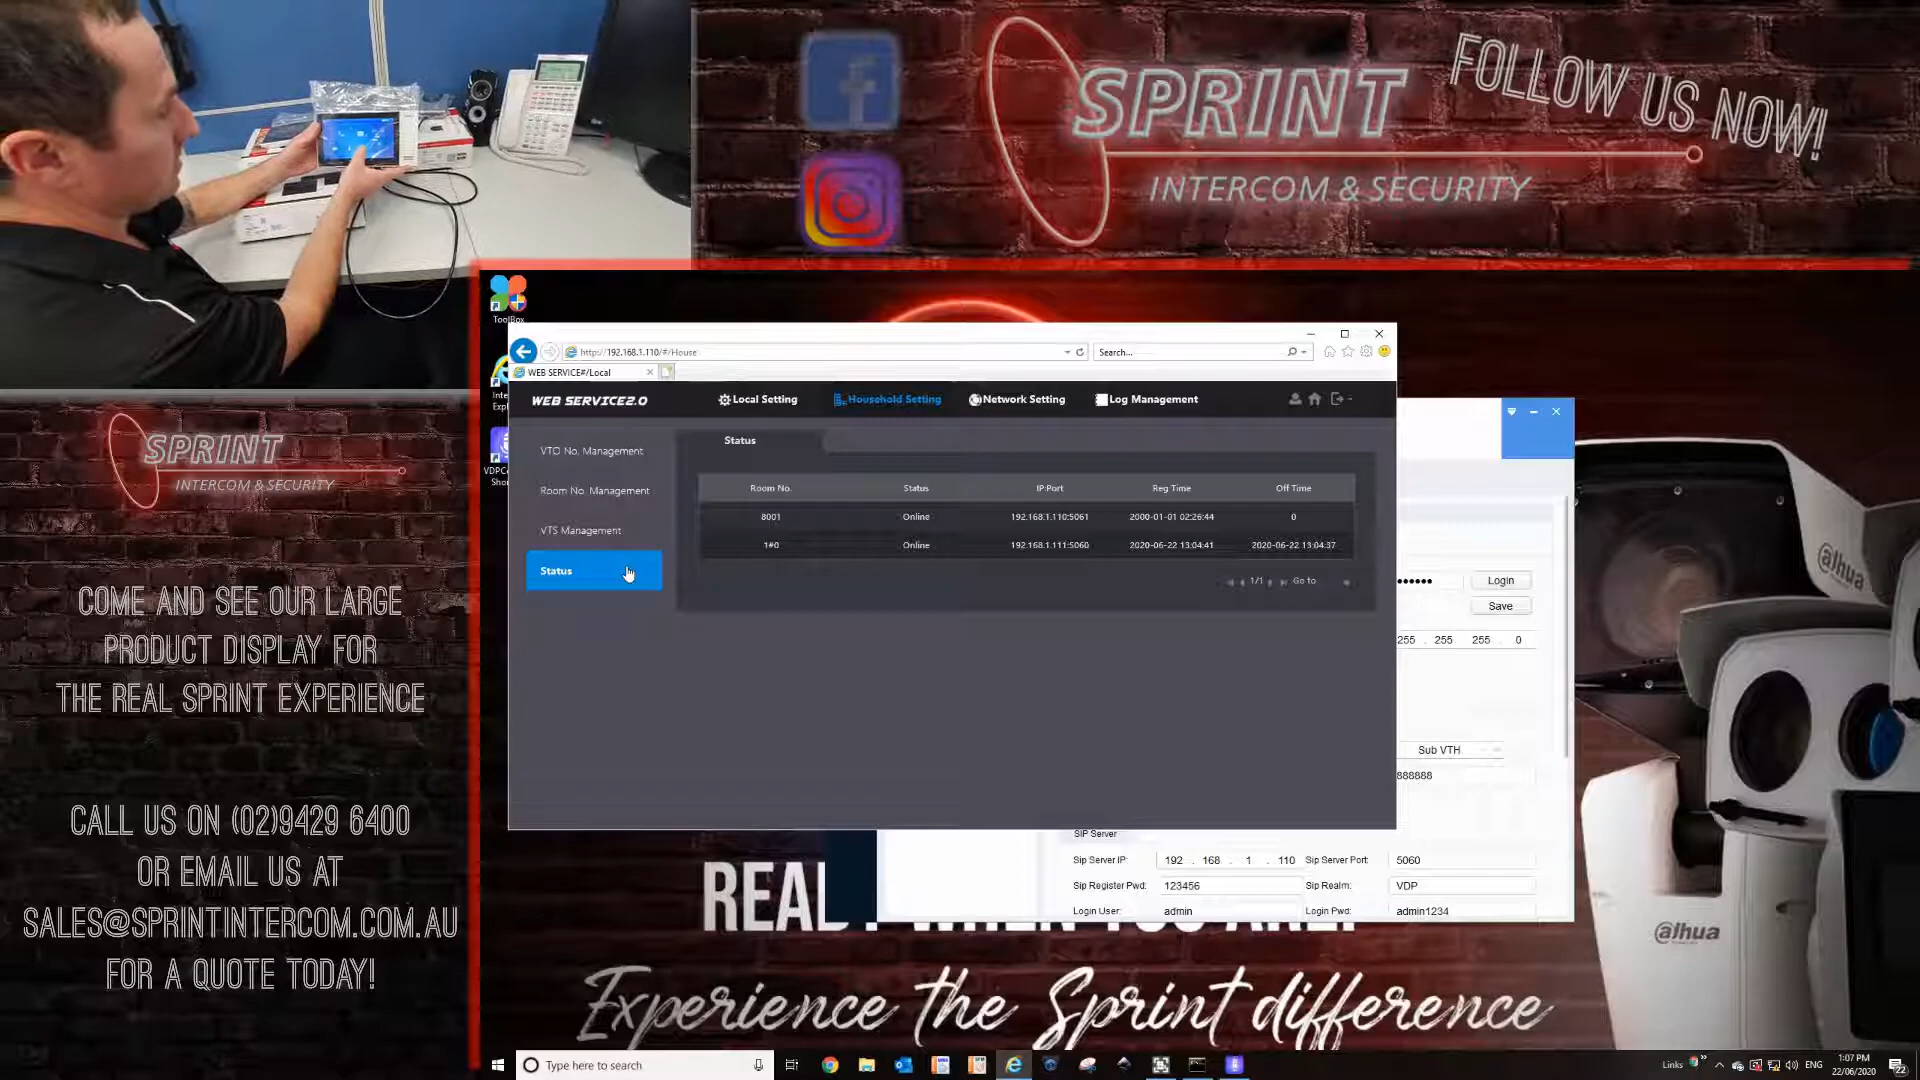 SPRINT
INTERCOM & SECURITY
FOLLOW US NOW!
SPRINT
INTERCOM & SECURITY
COME AND SEE OUR LARGE
PRODUCT DISPLAY FOR
THE REAL SPRINT EXPERIENCE
CALL US ON (02)9429 6400
OR EMAIL US AT
SALES@SPRINTINTERCOM.COM.AU
FOR A QUOTE TODAY!
ToolBox
http://192.168.1.110/#/House
Search...
WEB SERVICE#/Local
WEB SERVICE2.0
Local Setting
Household Setting
Network Setting
Log Management
VTO No. Management
Room No. Management
VTS Management
Status
Status
Room No. Status IP:Port Reg Time Off Time
8001 Online 192.168.1.110:5061 2000-01-01 02:26:44 0
1#0 Online 192.168.1.111:5060 2020-06-22 13:04:41 2020-06-22 13:04:37
1/1 Go to
Login
Save
255 . 255 . 255 . 0
Sub VTH
888888
SIP Server
Sip Server IP: 192 . 168 . 1 . 110 Sip Server Port: 5060
Sip Register Pwd: 123456 Sip Realm: VDP
Login User: admin Login Pwd: admin1234
Experience the Sprint difference
alhua
alhua
Type here to search
Links
ENG
1:07 PM
22/06/2020
22